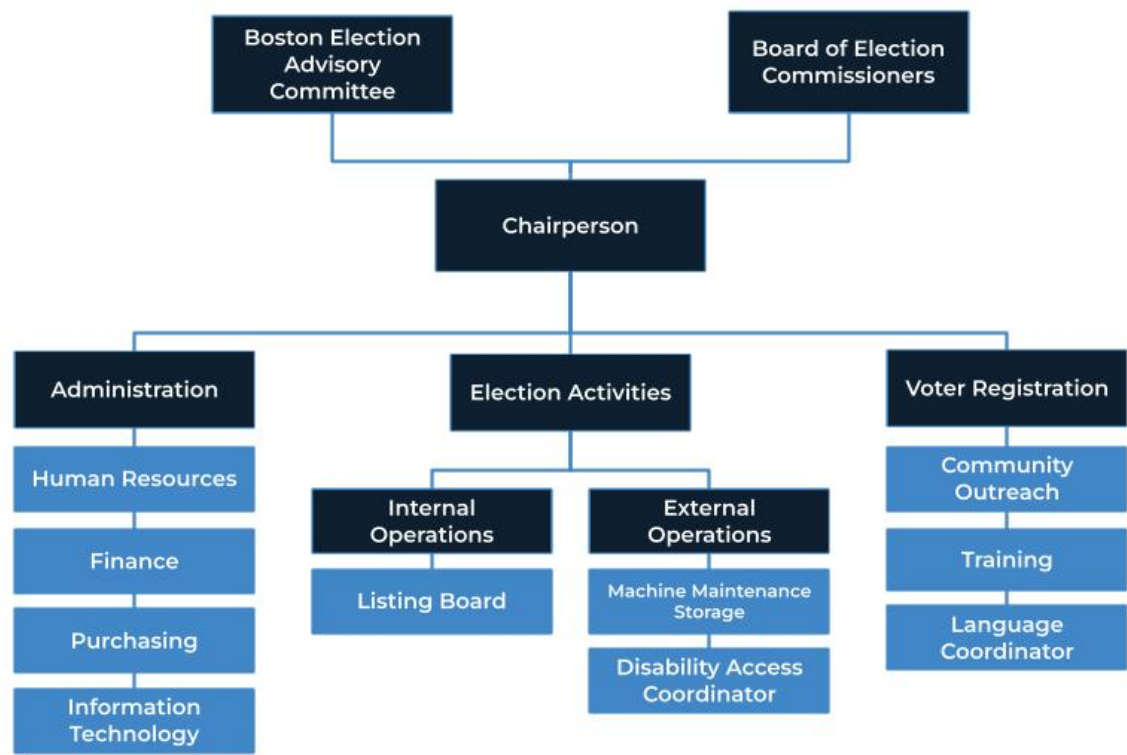 Boston Election
Advisory
Committee
Board of Election
Commissioners
Chairperson
Administration
Human Resources
Finance
Purchasing
Information
Technology
Election Activities
Internal
Operations
Listing Board
External
Operations
Machine Maintenance
Storage
Disability Access
Coordinator
Voter Registration
Community
Outreach
Training
Language
Coordinator